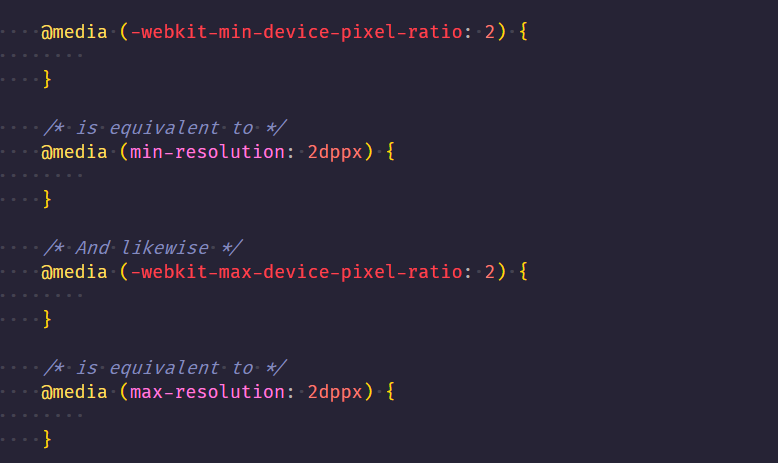 @media (-webkit-min-device-pixel-ratio: 2) {
}
/* is equivalent to */
@media (min-resolution: 2dppx) {
}
/* And likewise */
@media (-webkit-max-device-pixel-ratio: 2) {
}
/* is equivalent to */
@media (max-resolution: 2dppx) {
}